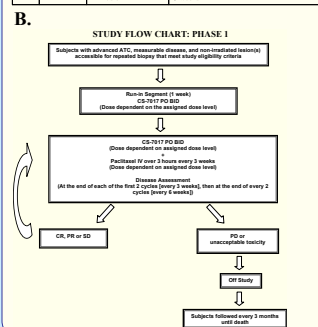 B.
STUDY FLOW CHART: PHASE 1
Subjects with advanced ATC, measurable disease, and non-irradiated lesion(s)
accessible for repeated biopsy that meet study eligibility criteria
Run-in Segment (1 week)
CS-7017 PO BID
(Dose dependent on the assigned dose level)
CS-7017 PO BID
(Dose dependent on assigned dose level)
+
Paclitaxel IV over 3 hours every 3 weeks
(Dose dependent on assigned dose level)
Disease Assessment
(At the end of each of the first 2 cycles [every 3 weeks], then at the end of every 2
cycles [every 6 weeks])
CR, PR or SD
PD or
unacceptable toxicity
Off Study
Subjects followed every 3 months
until death